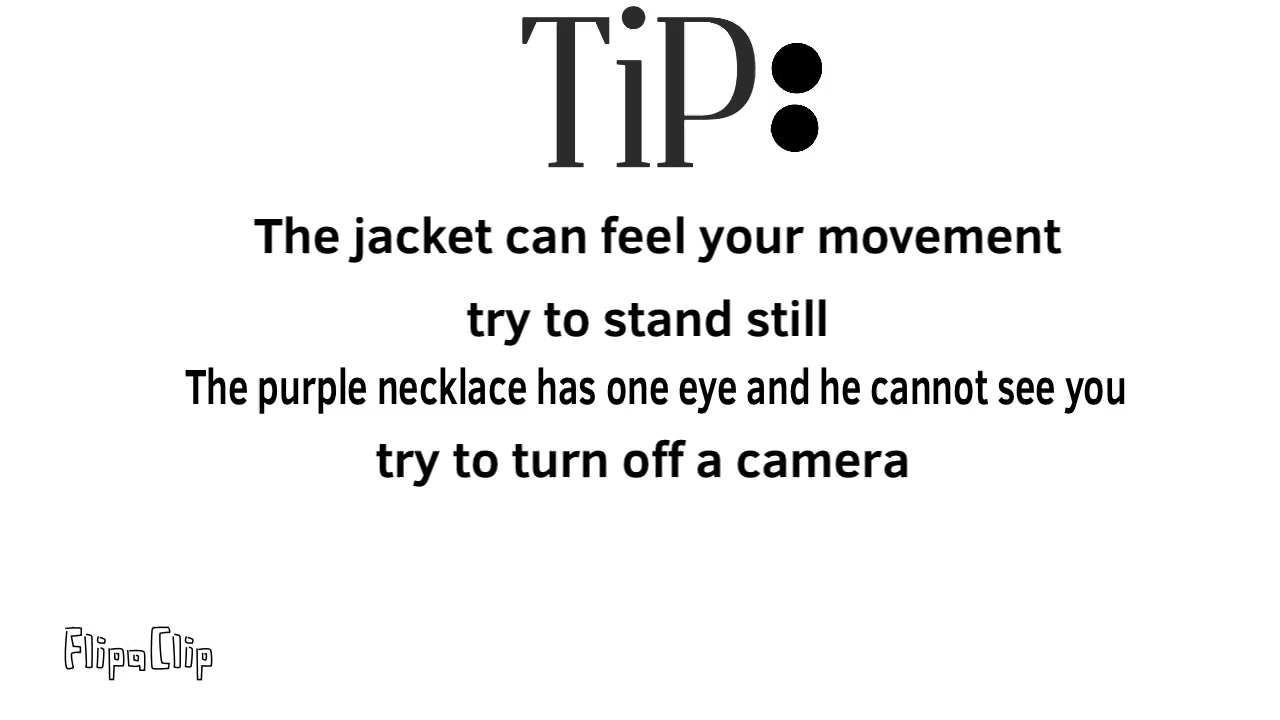 TiP:
The jacket can feel your movement
try to stand still
The purple necklace has one eye and he cannot see you
try to turn off a camera
FlipaClip